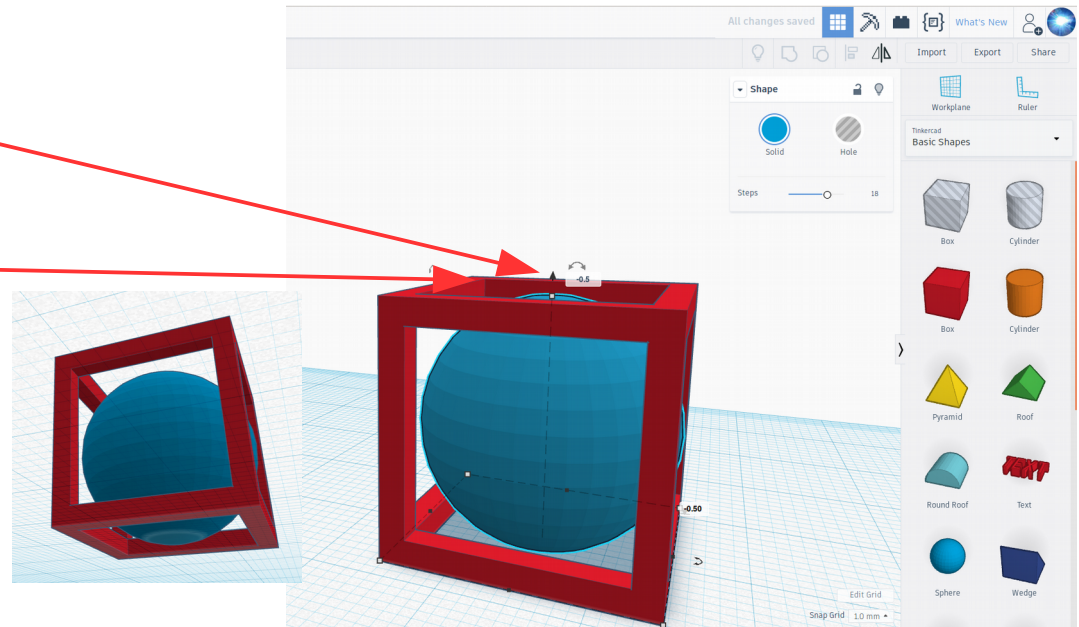 All changes saved
What's New
Import Export Share
Shape
Solid Hole
Steps 18
Workplane Ruler
Tinkercad
Basic Shapes
Box Cylinder
Box Cylinder
Pyramid Roof
Round Roof Text
TEXT
Sphere Wedge
-0.5
-0.50
Edit Grid
Snap Grid 1.0 mm